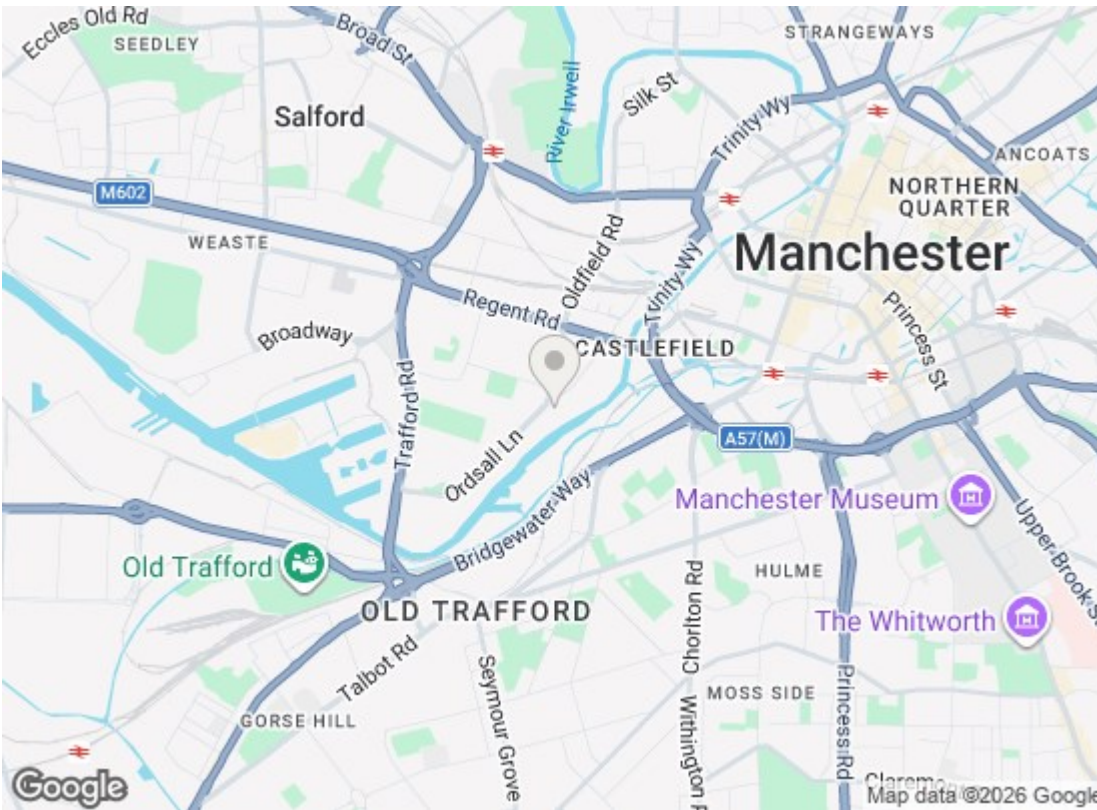 Eccles Old Rd
SEEDLEY
Broad St
STRANGEWAYS
Salford
River Irwell
Silk St
Trinity Wy
ANCOATS
M602
NORTHERN
QUARTER
WEASTE
Oldfield Rd
Trinity Wy
Manchester
Regent Rd
Princess St
Broadway
CASTLEFIELD
Trafford Rd
A57(M)
Ordsall Ln
Manchester Museum
Bridgewater Way
Upper Brook S
Old Trafford
HULME
OLD TRAFFORD
Chorlton Rd
The Whitworth
Talbot Rd
Seymour Grove
MOSS SIDE
Princess Rd
GORSE HILL
Withington R
Google
Map data ©2026 Google